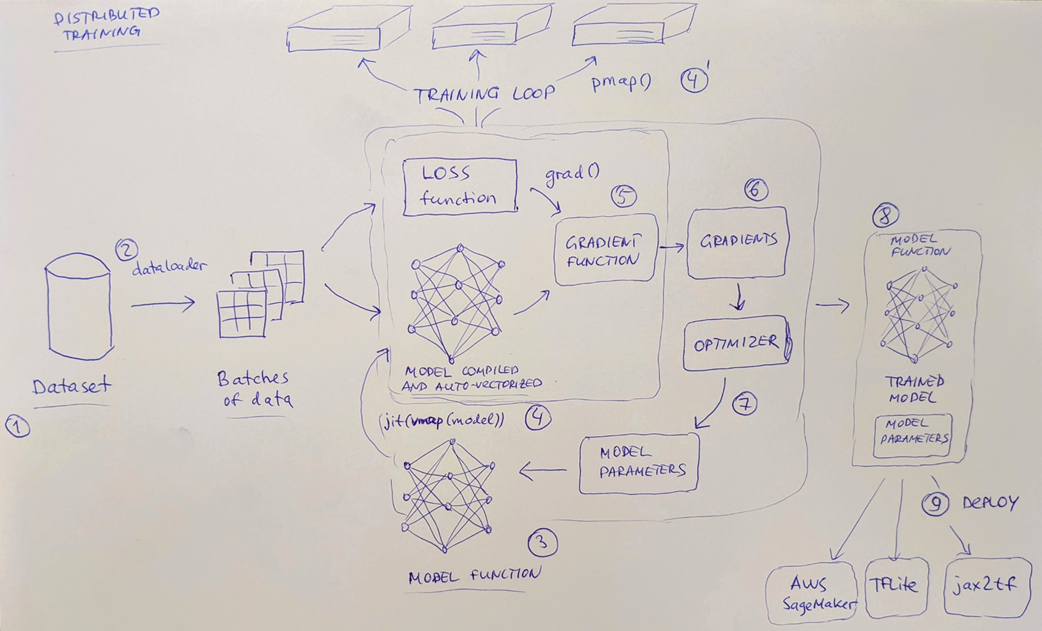 DISTRIBUTED
TRAINING
TRAINING LOOP
pmap()
4'
LOSS
function
grad()
5
6
GRADIENT
FUNCTION
GRADIENTS
8
MODEL
FUNCTION
2
dataloader
OPTIMIZER
MODEL COMPILED
AND AUTO-VECTORIZED
TRAINED
MODEL
MODEL
PARAMETERS
Dataset
Batches
of data
1
jit(vmap(model))
4
7
MODEL
PARAMETERS
3
MODEL FUNCTION
9 DEPLOY
AWS
SageMaker
TFLite
jax2tf